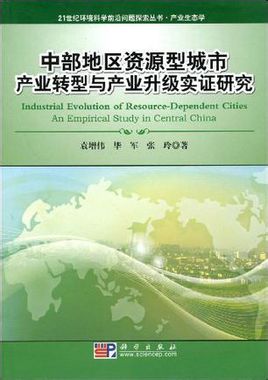 21世纪环境科学前沿问题探索丛书·产业生态学
中部地区资源型城市
产业转型与产业升级实证研究
Industrial Evolution of Resource-Dependent Cities
An Empirical Study in Central China
袁增伟 毕 军 张 玲 著
科学出版社
www.sciencep.com